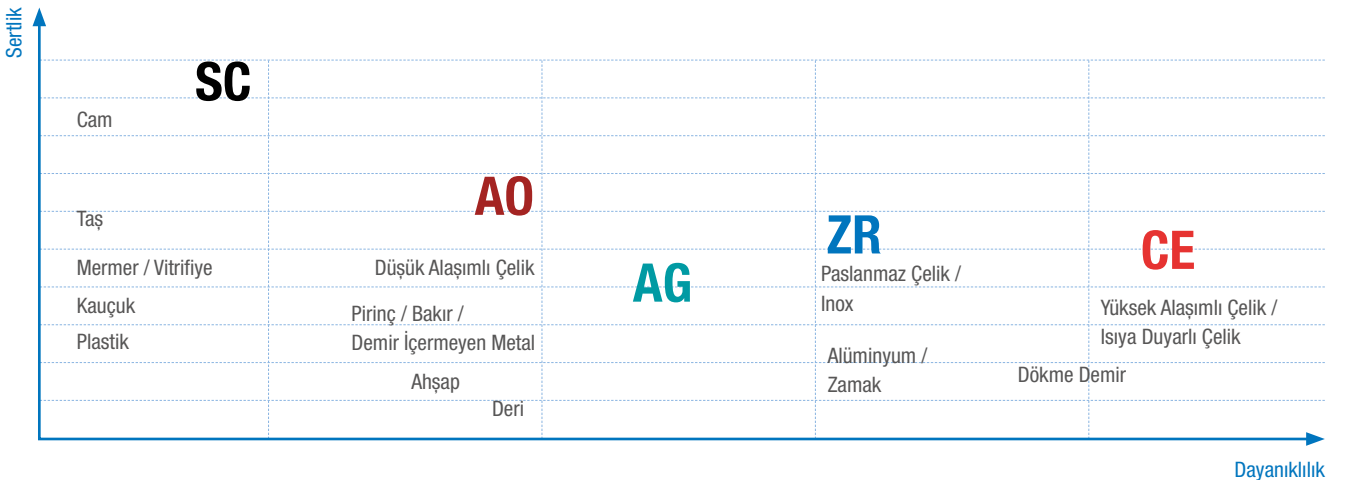 Sertlik
SC
Cam
AO
Taş
ZR
CE
Mermer / Vitrifiye
Düşük Alaşımlı Çelik
AG
Paslanmaz Çelik /
Inox
Kauçuk
Pirinç / Bakır /
Demir İçermeyen Metal
Yüksek Alaşımlı Çelik /
Isıya Duyarlı Çelik
Plastik
Alüminyum /
Zamak
Dökme Demir
Ahşap
Deri
Dayanıklılık